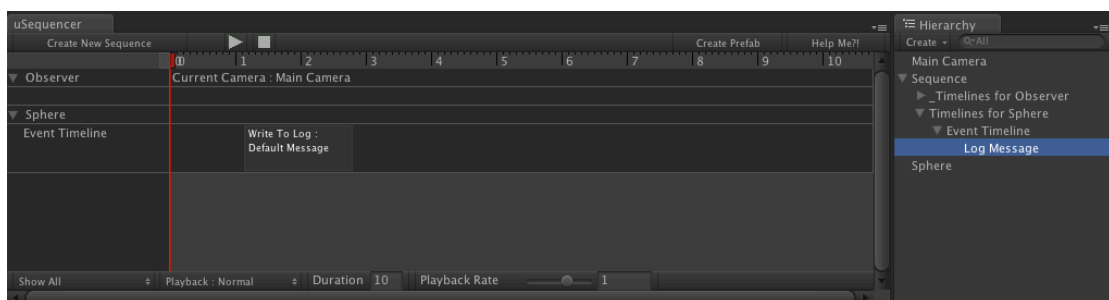 uSequencer
Create New Sequence
Create Prefab
Help Me?!
0 1 2 3 4 5 6 7 8 9 10
Observer
Current Camera : Main Camera
Sphere
Event Timeline
Write To Log :
Default Message
Show All
Playback : Normal
Duration 10
Playback Rate
1
Hierarchy
Create
All
Main Camera
Sequence
_Timelines for Observer
Timelines for Sphere
Event Timeline
Log Message
Sphere